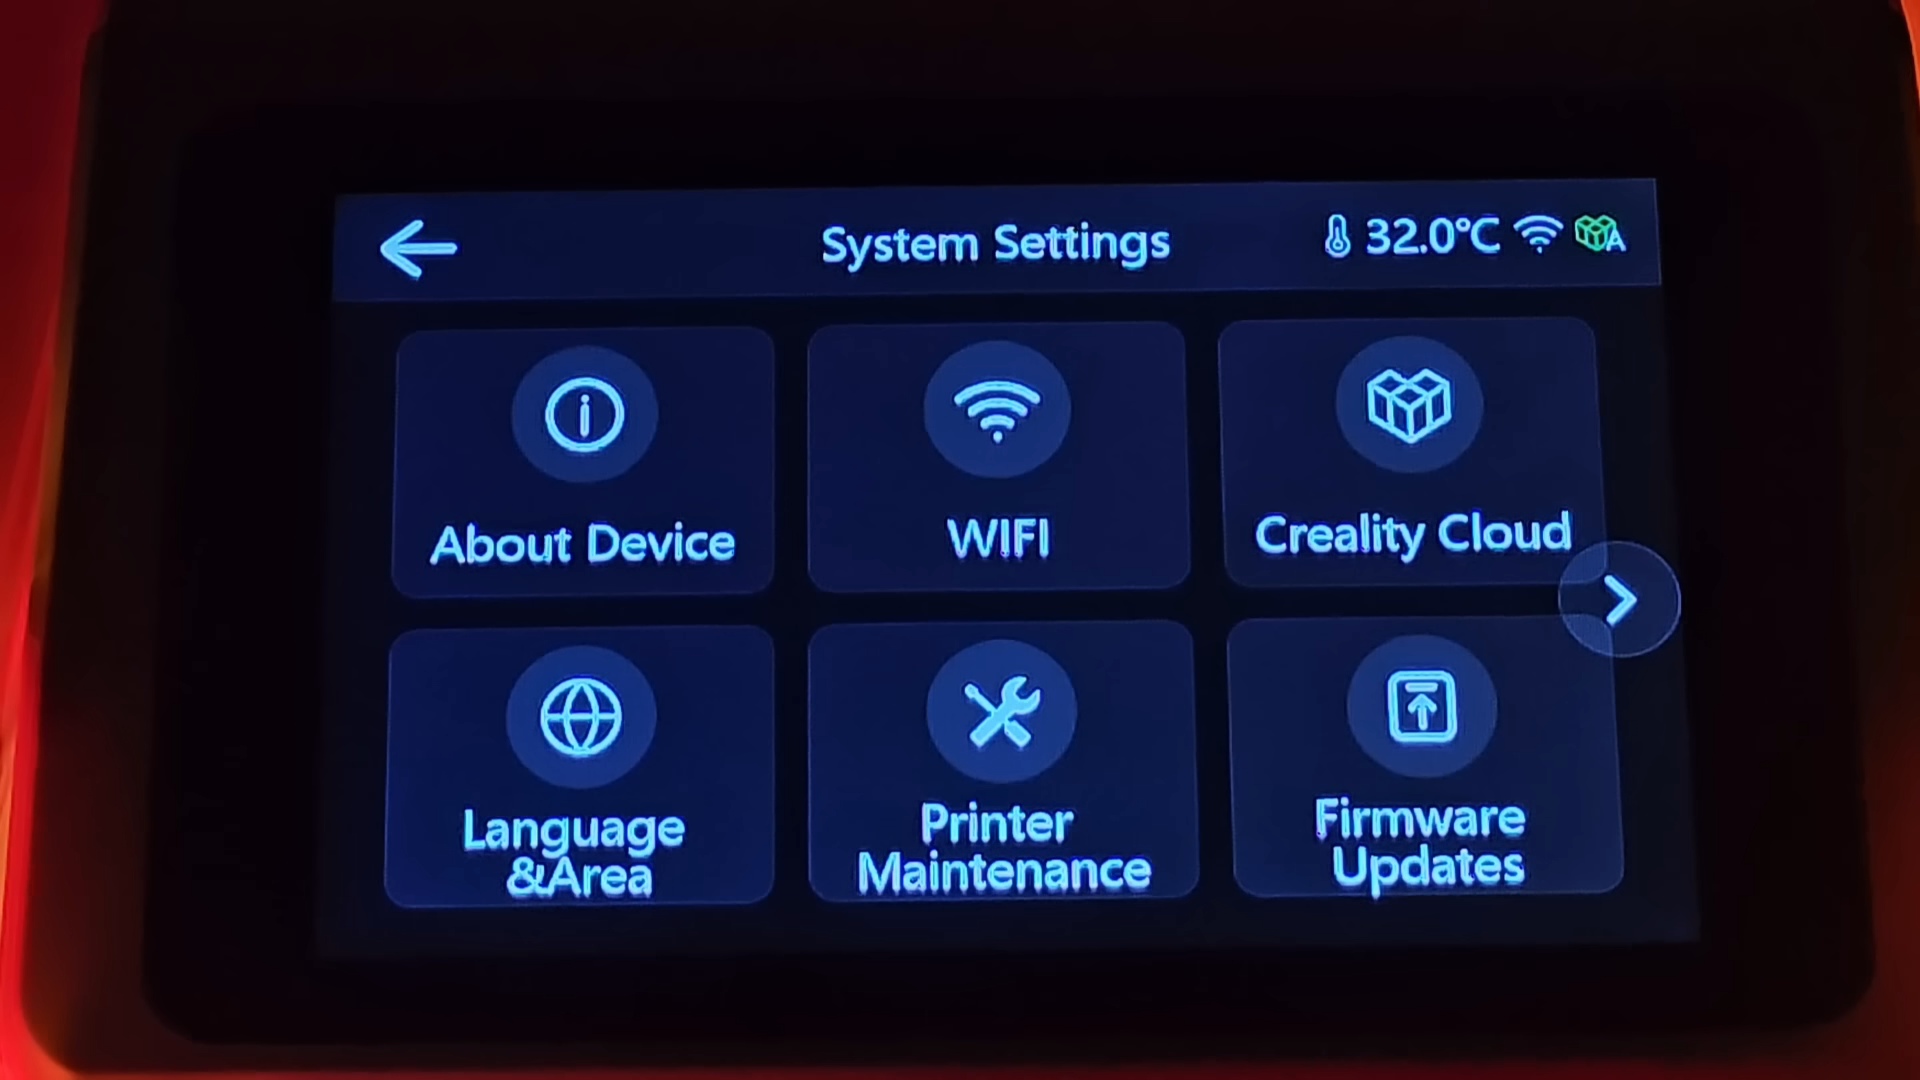 System Settings
32.0℃
A
About Device
WIFI
Creality Cloud
Language
&Area
Printer
Maintenance
Firmware
Updates